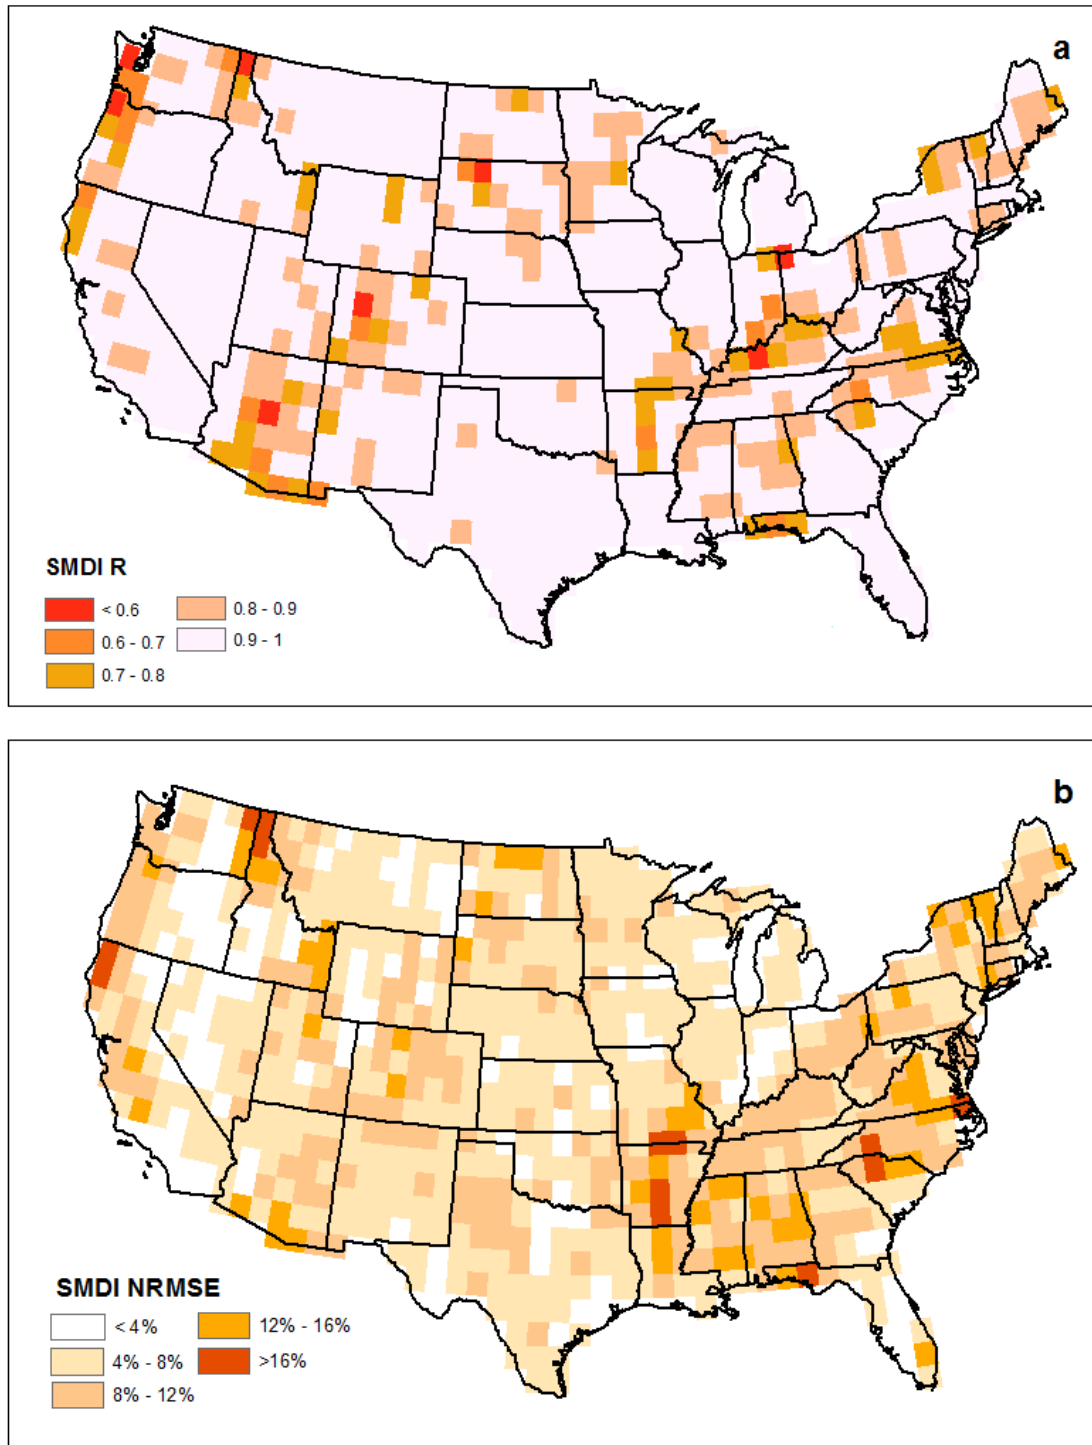 a
SMDI R
< 0.6
0.8 - 0.9
0.6 - 0.7
0.9 - 1
0.7 - 0.8
b
SMDI NRMSE
< 4%
12% - 16%
4% - 8%
>16%
8% - 12%